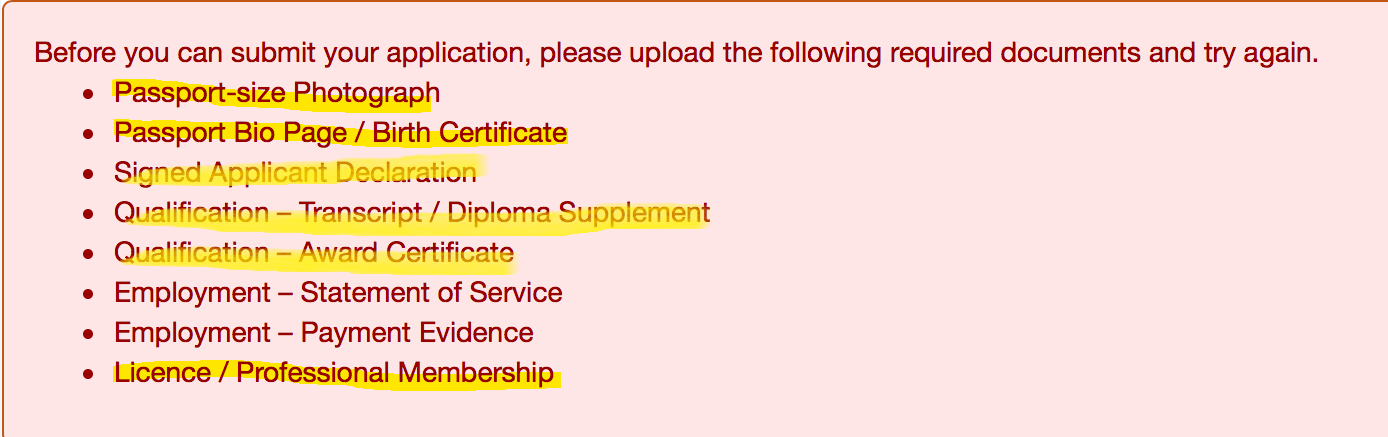 Before you can submit your application, please upload the following required documents and try again.
• Passport-size Photograph
• Passport Bio Page / Birth Certificate
• Signed Applicant Declaration
• Qualification – Transcript / Diploma Supplement
• Qualification – Award Certificate
• Employment – Statement of Service
• Employment – Payment Evidence
• Licence / Professional Membership